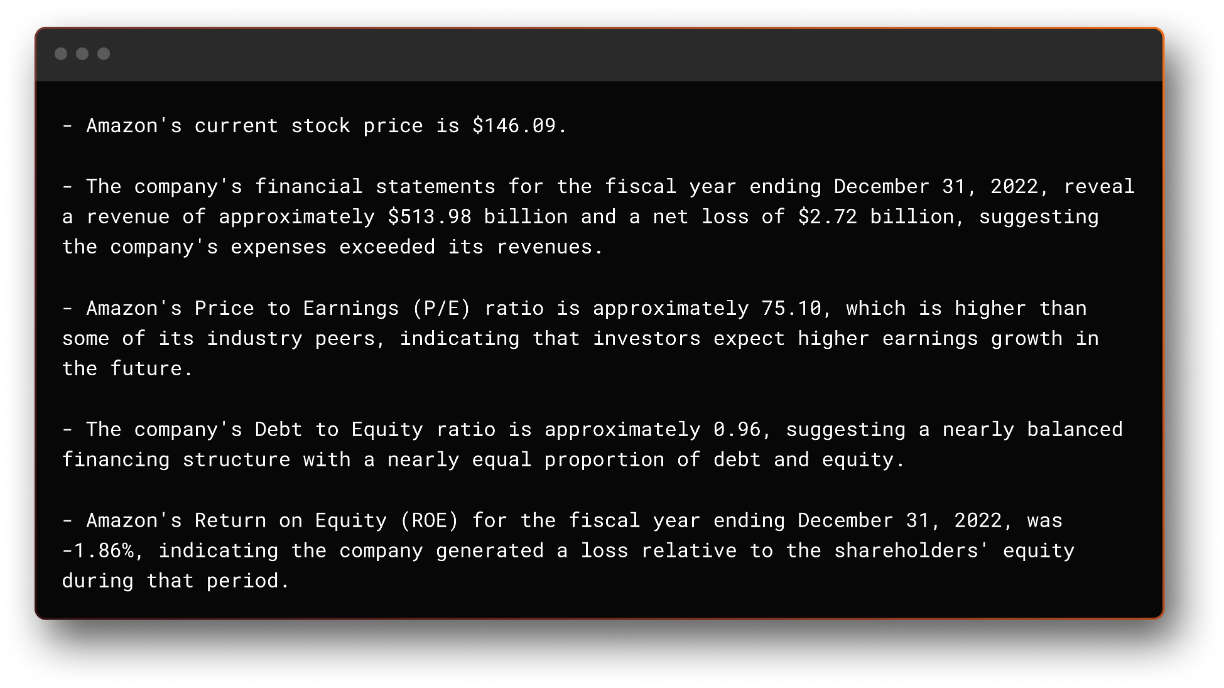 - Amazon's current stock price is $146.09.
- The company's financial statements for the fiscal year ending December 31, 2022, reveal
a revenue of approximately $513.98 billion and a net loss of $2.72 billion, suggesting
the company's expenses exceeded its revenues.
- Amazon's Price to Earnings (P/E) ratio is approximately 75.10, which is higher than
some of its industry peers, indicating that investors expect higher earnings growth in
the future.
- The company's Debt to Equity ratio is approximately 0.96, suggesting a nearly balanced
financing structure with a nearly equal proportion of debt and equity.
- Amazon's Return on Equity (ROE) for the fiscal year ending December 31, 2022, was
-1.86%, indicating the company generated a loss relative to the shareholders' equity
during that period.